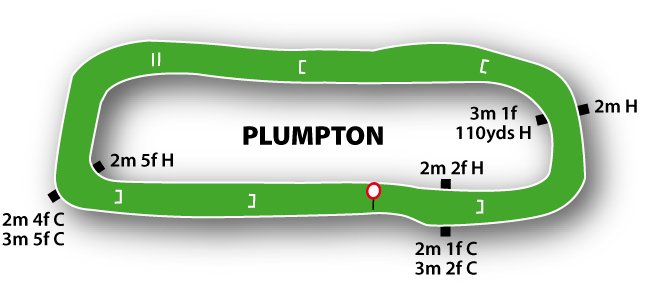 3m 1f
110yds H
2m H
PLUMPTON
2m 5f H
2m 2f H
2m 4f C
3m 5f C
2m 1f C
3m 2f C